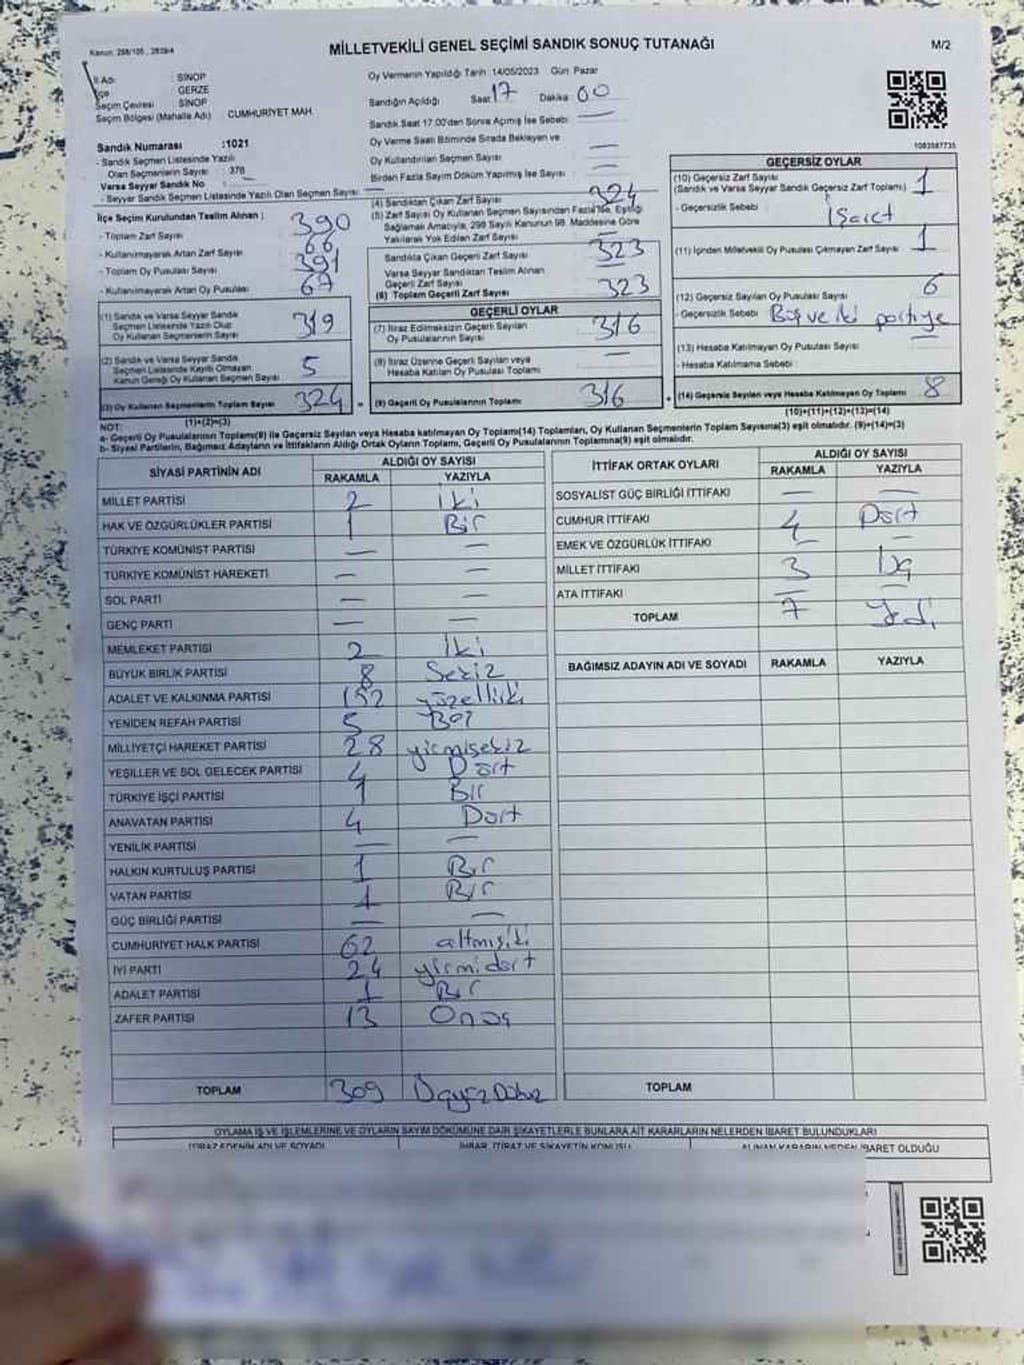 Kanun: 298/105, 2839/4
MİLLETVEKİLİ GENEL SEÇİMİ SANDIK SONUÇ TUTANAĞI
M/2
İl Adı : SİNOP
İlçe : GERZE
Seçim Çevresi : SİNOP
Seçim Bölgesi (Mahalle Adı) CUMHURİYET MAH
Sandık Numarası :1021
- Sandık Seçmen Listesinde Yazılı
Olan Seçmenlerin Sayısı : 378
Varsa Seyyar Sandık No
- Seyyar Sandık Seçmen Listesinde Yazılı Olan Seçmen Sayısı: —
Oy Vermenin Yapıldığı Tarih :14/05/2023 Gün: Pazar
Sandığın Açıldığı Saat 17 Dakika 00
Sandık Saat 17.00'den Sonra Açılmış İse Sebebi : —
Oy Verme Saati Bitiminde Sırada Bekleyen ve
Oy Kullandırılan Seçmen Sayısı —
Birden Fazla Sayım Döküm Yapılmış İse Sayısı : —
1083587735
İlçe Seçim Kurulundan Teslim Alınan :
- Toplam Zarf Sayısı 390
- Kullanılmayarak Artan Zarf Sayısı 66
- Toplam Oy Pusulası Sayısı 391
- Kullanılmayarak Artan Oy Pusulası 67
(1) Sandık ve Varsa Seyyar Sandık
Seçmen Listesinde Yazılı Olup
Oy Kullanan Seçmenlerin Sayısı 319
(2) Sandık ve Varsa Seyyar Sandık
Seçmen Listesinde Kayıtlı Olmayan
Kanun Gereği Oy Kullanan Seçmen Sayısı 5
(3) Oy Kullanan Seçmenlerin Toplam Sayısı 324
(1)+(2)=(3)
(4) Sandıktan Çıkan Zarf Sayısı 324
(5) Zarf Sayısı Oy Kullanan Seçmen Sayısından Fazla İse, Eşitliği
Sağlamak Amacıyla; 298 Sayılı Kanunun 98. Maddesine Göre
Yakılarak Yok Edilen Zarf Sayısı —
Sandıkta Çıkan Geçerli Zarf Sayısı 323
Varsa Seyyar Sandıktan Teslim Alınan
Geçerli Zarf Sayısı —
(6) Toplam Geçerli Zarf Sayısı 323
GEÇERLİ OYLAR
(7) İtiraz Edilmeksizin Geçerli Sayılan
Oy Pusulasının Sayısı 316
(8) İtiraz Üzerine Geçerli Sayılan veya
Hesaba Katılan Oy Pusulası Toplamı —
= (9) Geçerli Oy Pusulalarının Toplamı 316
GEÇERSİZ OYLAR
(10) Geçersiz Zarf Sayısı
(Sandık ve Varsa Seyyar Sandık Geçersiz Zarf Toplamı) 1
- Geçersizlik Sebebi : İşaret
(11) İçinden Milletvekili Oy Pusulası Çıkmayan Zarf Sayısı 1
(12) Geçersiz Sayılan Oy Pusulası Sayısı 6
- Geçersizlik Sebebi Boş ve iki partiye
(13) Hesaba Katılmayan Oy Pusulası Sayısı —
- Hesaba Katılmama Sebebi :
+ (14) Geçersiz Sayılan veya Hesaba Katılmayan Oy Toplamı 8
(10)+(11)+(12)+(13)=(14)
NOT:
a- Geçerli Oy Pusulalarının Toplamı(9) ile Geçersiz Sayılan veya Hesaba Katılmayan Oy Toplamı(14) Toplamları, Oy Kullanan Seçmenlerin Toplam Sayısına(3) eşit olmalıdır. (9)+(14)=(3)
b- Siyasi Partilerin, Bağımsız Adayların ve İttifakların Aldığı Ortak Oyların Toplamı, Geçerli Oy Pusulalarının Toplamına(9) eşit olmalıdır.
SİYASİ PARTİNİN ADI ALDIĞI OY SAYISI
RAKAMLA YAZIYLA
MİLLET PARTİSİ 2 İki
HAK VE ÖZGÜRLÜKLER PARTİSİ 1 Bir
TÜRKİYE KOMÜNİST PARTİSİ — —
TÜRKİYE KOMÜNİST HAREKETİ — —
SOL PARTİ — —
GENÇ PARTİ — —
MEMLEKET PARTİSİ 2 İki
BÜYÜK BİRLİK PARTİSİ 8 Sekiz
ADALET VE KALKINMA PARTİSİ 152 yüzelliiki
YENİDEN REFAH PARTİSİ 5 Beş
MİLLİYETÇİ HAREKET PARTİSİ 28 yirmisekiz
YEŞİLLER VE SOL GELECEK PARTİSİ 4 Dört
TÜRKİYE İŞÇİ PARTİSİ 1 Bir
ANAVATAN PARTİSİ 4 Dört
YENİLİK PARTİSİ — —
HALKIN KURTULUŞ PARTİSİ 1 Bir
VATAN PARTİSİ 1 Bir
GÜÇ BİRLİĞİ PARTİSİ — —
CUMHURİYET HALK PARTİSİ 62 altmışiki
İYİ PARTİ 24 yirmidört
ADALET PARTİSİ 1 Bir
ZAFER PARTİSİ 13 Onüç
TOPLAM 309 Üçyüz Dokuz
İTTİFAK ORTAK OYLARI ALDIĞI OY SAYISI
RAKAMLA YAZIYLA
SOSYALİST GÜÇ BİRLİĞİ İTTİFAKI — —
CUMHUR İTTİFAKI 4 Dört
EMEK VE ÖZGÜRLÜK İTTİFAKI — —
MİLLET İTTİFAKI 3 Üç
ATA İTTİFAKI — —
TOPLAM 7 Yedi
BAĞIMSIZ ADAYIN ADI VE SOYADI RAKAMLA YAZIYLA
TOPLAM
OYLAMA İŞ VE İŞLEMLERİNE VE OYLARIN SAYIM DÖKÜMÜNE DAİR ŞİKAYETLERLE BUNLARA AİT KARARLARIN NELERDEN İBARET BULUNDUKLARI
İTİRAZ EDENİN ADI VE SOYADI İHBAR, İTİRAZ VE ŞİKAYETİN KONUSU ALINAN KARARIN NEDEN İBARET OLDUĞU